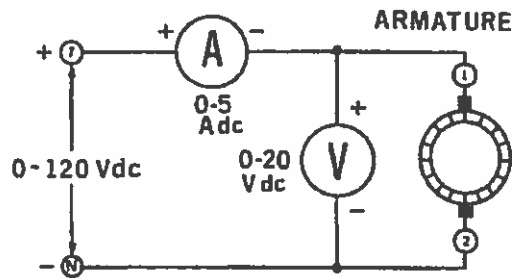 ARMATURE
+ 7 + A -
0-5
Adc
1
0-120 Vdc
+
0-20
Vdc
V
-
- N
2